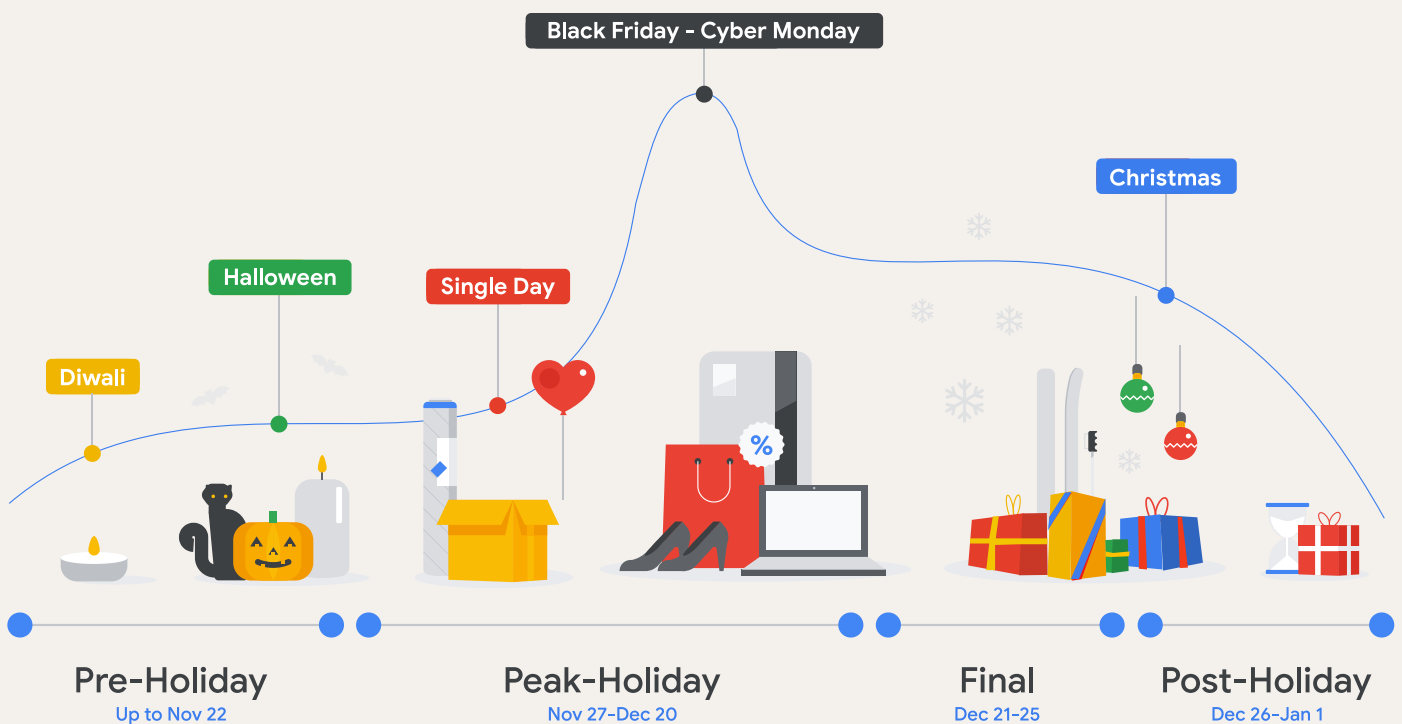 Black Friday - Cyber Monday
Christmas
Halloween
Single Day
Diwali
%
Pre-Holiday
Up to Nov 22
Peak-Holiday
Nov 27-Dec 20
Final
Dec 21-25
Post-Holiday
Dec 26-Jan 1